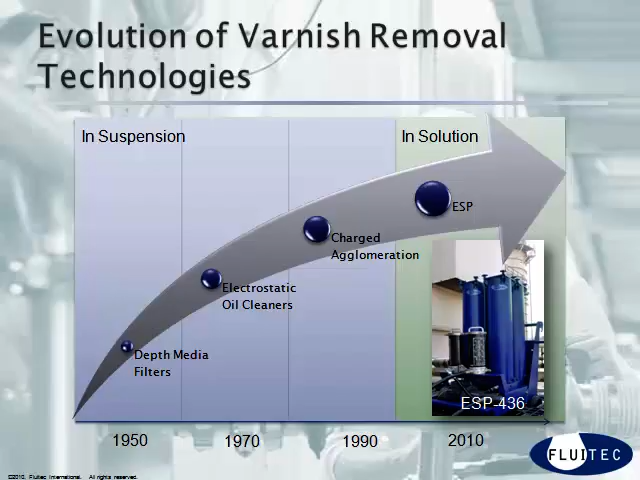 Evolution of Varnish Removal
Technologies
In Suspension
In Solution
ESP
Charged
Agglomeration
Electrostatic
Oil Cleaners
Depth Media
Filters
ESP-436
1950
1970
1990
2010
FLUITEC
©2010. Fluitec International. All rights reserved.